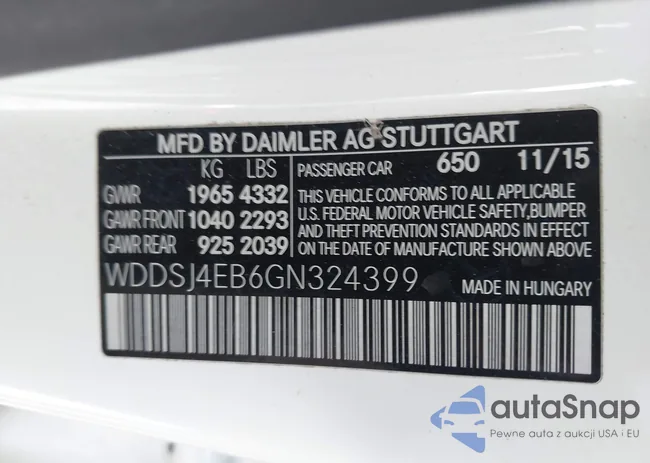 MFD BY DAIMLER AG STUTTGART
KG LBS
GVWR 1965 4332
GAWR FRONT 1040 2293
GAWR REAR 925 2039
PASSENGER CAR 650 11/15
THIS VEHICLE CONFORMS TO ALL APPLICABLE
U.S. FEDERAL MOTOR VEHICLE SAFETY,BUMPER
AND THEFT PREVENTION STANDARDS IN EFFECT
ON THE DATE OF MANUFACTURE SHOWN ABOVE.
WDDSJ4EB6GN324399
MADE IN HUNGARY
autaSnap
Pewne auta z aukcji USA i EU